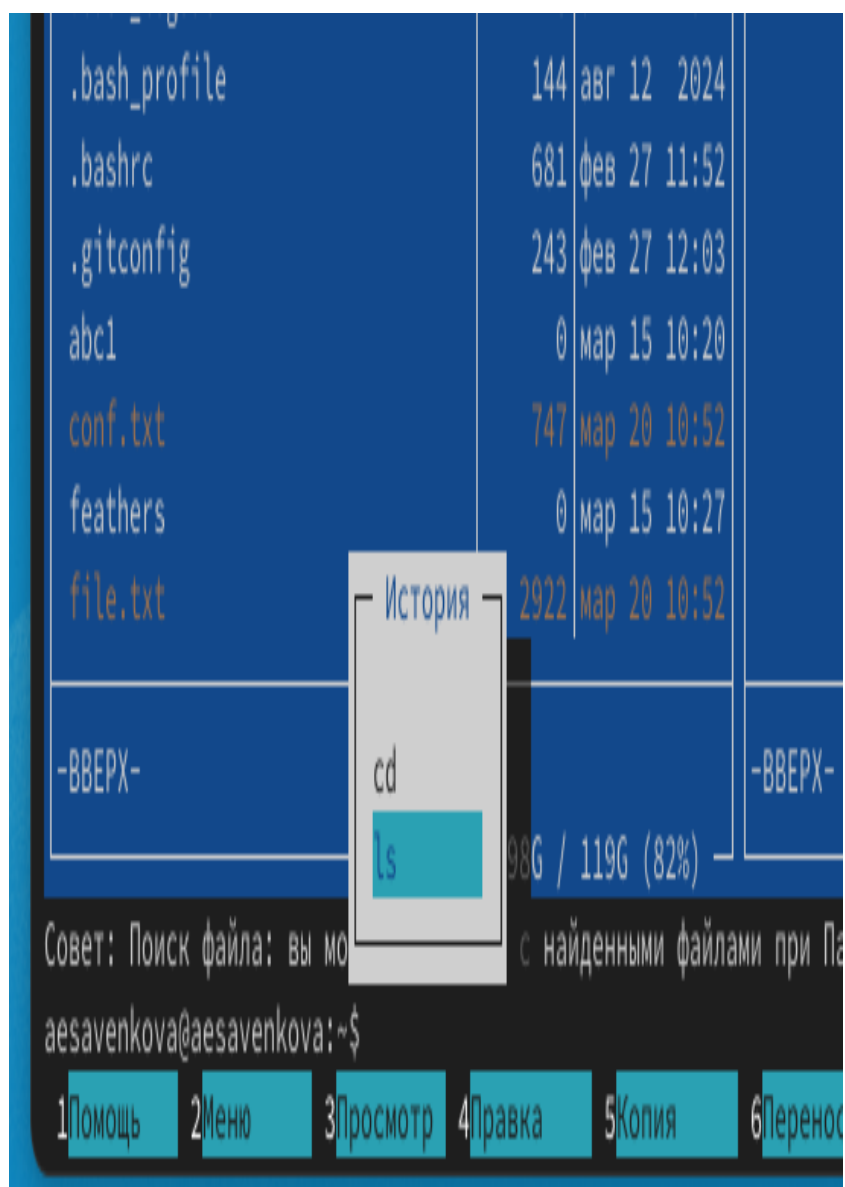 .bash_profile 144 авг 12 2024
.bashrc 681 фев 27 11:52
.gitconfig 243 фев 27 12:03
abc1 0 мар 15 10:20
conf.txt 747 мар 20 10:52
feathers 0 мар 15 10:27
file.txt 2922 мар 20 10:52
История
-ВВЕРХ- cd -ВВЕРХ-
ls 98G / 119G (82%)
Совет: Поиск файла: вы мо с найденными файлами при Па
aesavenkova@aesavenkova:~$
1Помощь 2Меню 3Просмотр 4Правка 5Копия 6Перенос